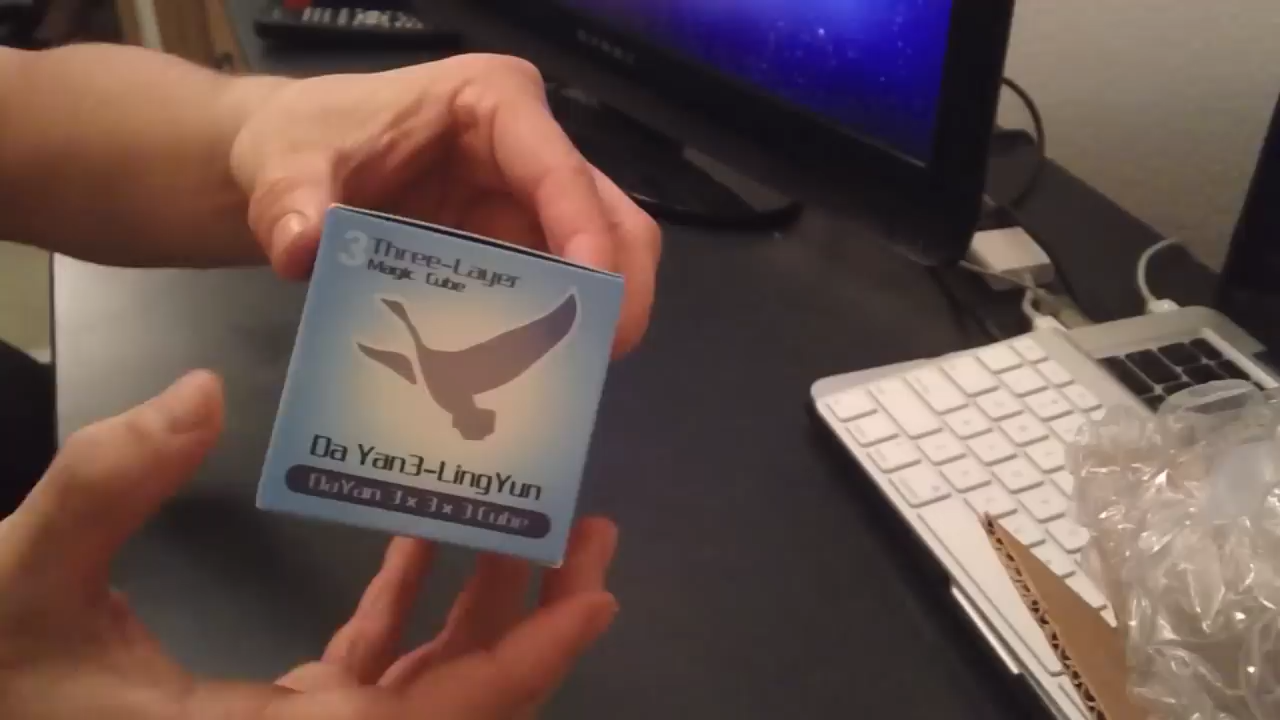 3 Three-Layer
Magic Cube
Da Yan3-LingYun
DaYan 3x3x3 Cube